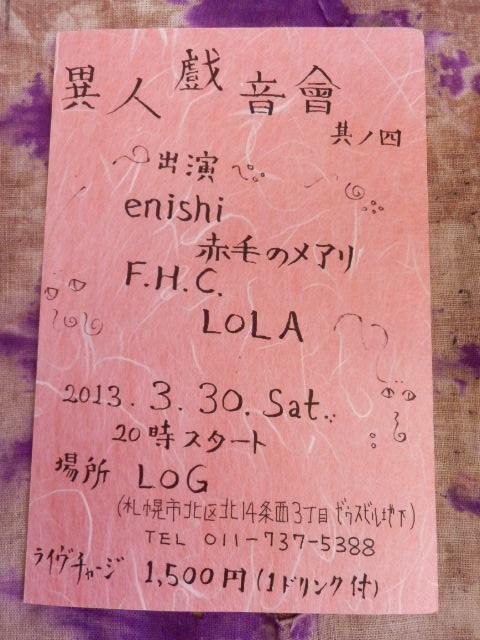 異人戯音會
其ノ四
出演
enishi
赤毛のメアリ
F.H.C.
LOLA
2013.3.30.Sat.
20時スタート
場所 LOG
(札幌市北区北14条西3丁目ゼウスビル地下)
TEL 011-737-5388
ライヴチャージ 1,500円(1ドリンク付)